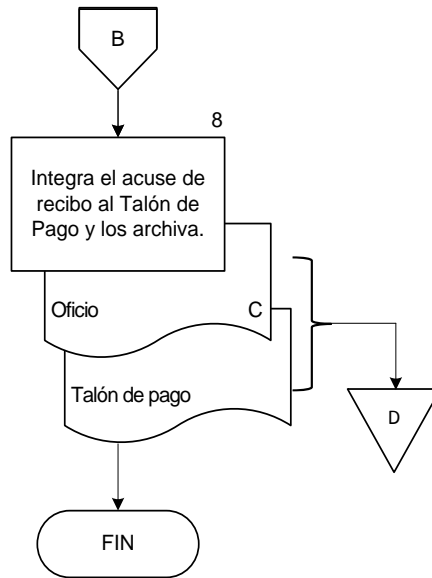 B
8
Integra el acuse de
recibo al Talón de
Pago y los archiva.
Oficio
C
Talón de pago
D
FIN